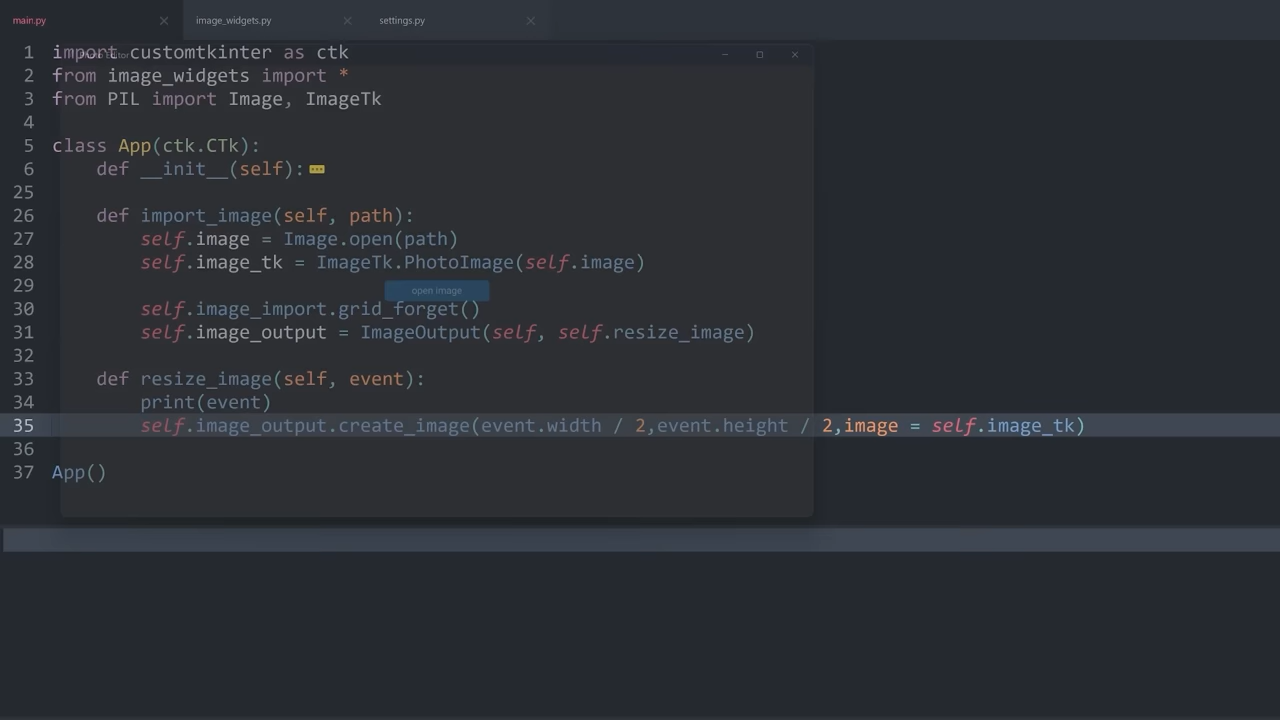 main.py
image_widgets.py
settings.py
1 import customtkinter as ctk
2 from image_widgets import *
3 from PIL import Image, ImageTk
4
5 class App(ctk.CTk):
6 def __init__(self):
25
26 def import_image(self, path):
27 self.image = Image.open(path)
28 self.image_tk = ImageTk.PhotoImage(self.image)
29
open image
30 self.image_import.grid_forget()
31 self.image_output = ImageOutput(self, self.resize_image)
32
33 def resize_image(self, event):
34 print(event)
35 self.image_output.create_image(event.width / 2,event.height / 2,image = self.image_tk)
36
37 App()